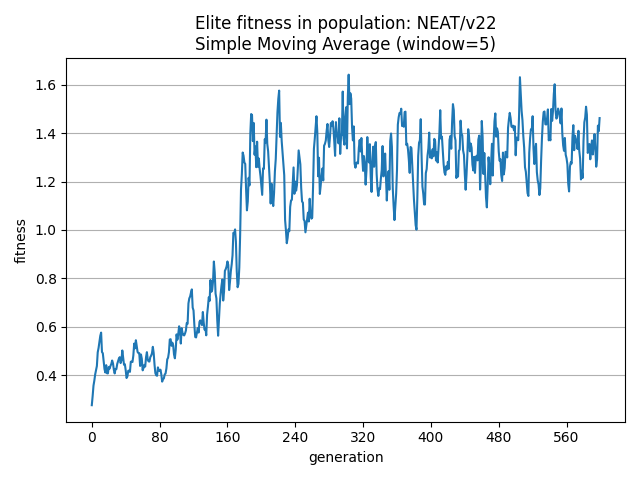 Elite fitness in population: NEAT/v22
Simple Moving Average (window=5)
fitness
1.6
1.4
1.2
1.0
0.8
0.6
0.4
0 80 160 240 320 400 480 560
generation